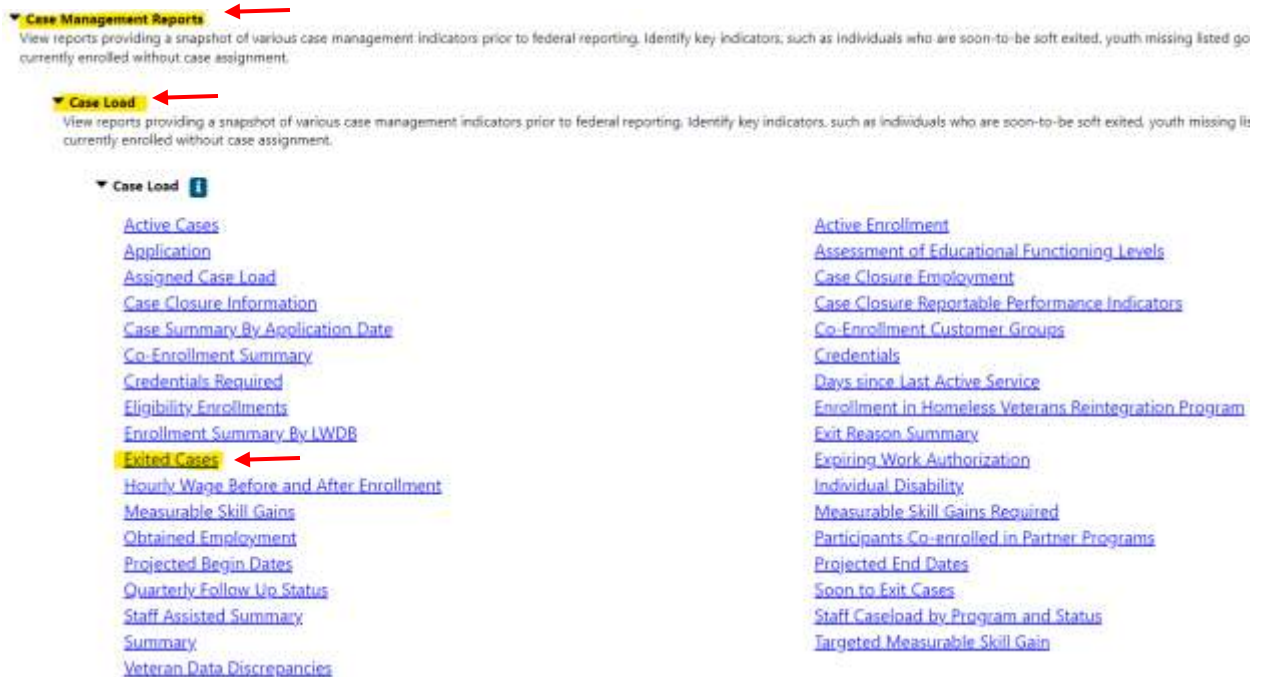 Case Management Reports
View reports providing a snapshot of various case management indicators prior to federal reporting. Identify key indicators, such as individuals who are soon-to-be soft exited, youth missing listed go
currently enrolled without case assignment.
Case Load
View reports providing a snapshot of various case management indicators prior to federal reporting. Identify key indicators, such as individuals who are soon-to-be soft exited, youth missing lis
currently enrolled without case assignment.
Case Load i
Active Cases
Application
Assigned Case Load
Case Closure Information
Case Summary By Application Date
Co-Enrollment Summary
Credentials Required
Eligibility Enrollments
Enrollment Summary By LWDB
Exited Cases
Hourly Wage Before and After Enrollment
Measurable Skill Gains
Obtained Employment
Projected Begin Dates
Quarterly Follow Up Status
Staff Assisted Summary
Summary
Veteran Data Discrepancies
Active Enrollment
Assessment of Educational Functioning Levels
Case Closure Employment
Case Closure Reportable Performance Indicators
Co-Enrollment Customer Groups
Credentials
Days since Last Active Service
Enrollment in Homeless Veterans Reintegration Program
Exit Reason Summary
Expiring Work Authorization
Individual Disability
Measurable Skill Gains Required
Participants Co-enrolled in Partner Programs
Projected End Dates
Soon to Exit Cases
Staff Caseload by Program and Status
Targeted Measurable Skill Gain